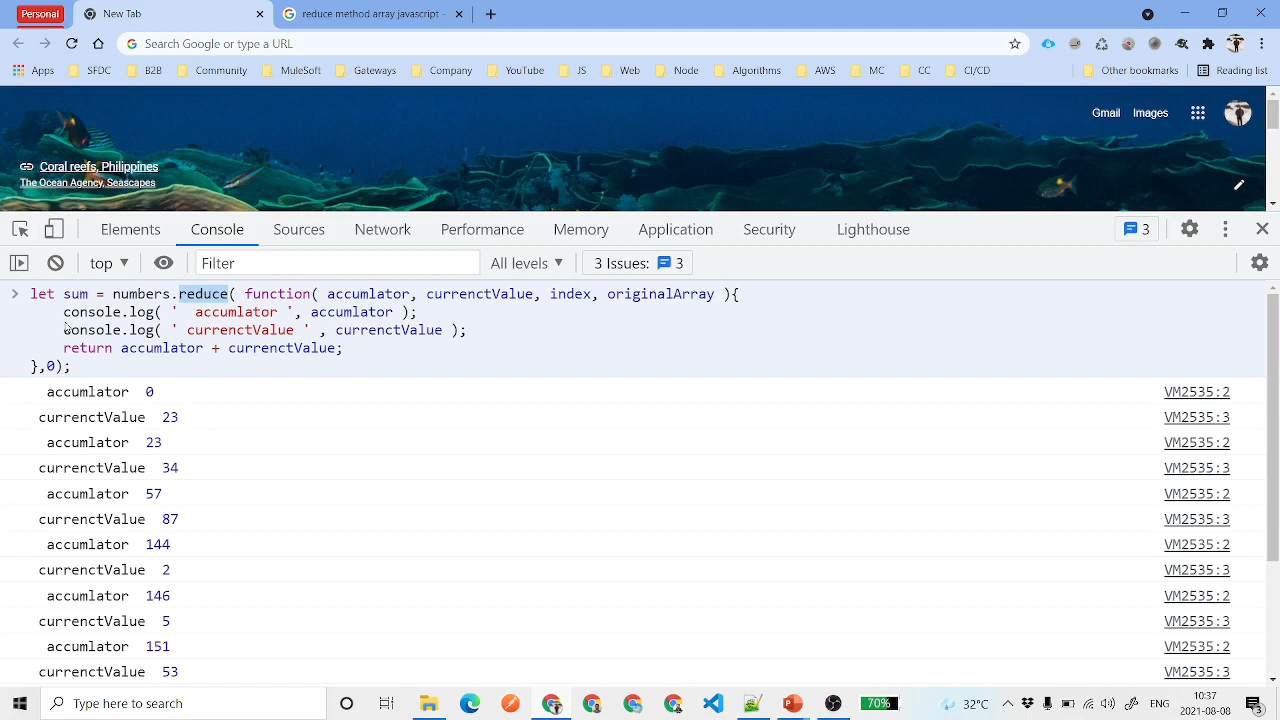 Personal
New Tab
reduce method array javascript -
Search Google or type a URL
Apps SFDC B2B Community MuleSoft Gateways Company YouTube JS Web Node Algorithms AWS MC CC CI/CD Other bookmarks Reading list
Gmail Images
Coral reefs, Philippines
The Ocean Agency, Seascapes
Elements Console Sources Network Performance Memory Application Security Lighthouse 3
top Filter All levels 3 Issues: 3
let sum = numbers.reduce( function( accumlator, currenctValue, index, originalArray ){
console.log( '  accumlator ', accumlator );
console.log( ' currenctValue ' , currenctValue );
return accumlator + currenctValue;
},0);
accumlator 0 VM2535:2
currenctValue 23 VM2535:3
accumlator 23 VM2535:2
currenctValue 34 VM2535:3
accumlator 57 VM2535:2
currenctValue 87 VM2535:3
accumlator 144 VM2535:2
currenctValue 2 VM2535:3
accumlator 146 VM2535:2
currenctValue 5 VM2535:3
accumlator 151 VM2535:2
currenctValue 53 VM2535:3
Type here to search
70%
32°C
ENG
10:37
2021-08-08
3